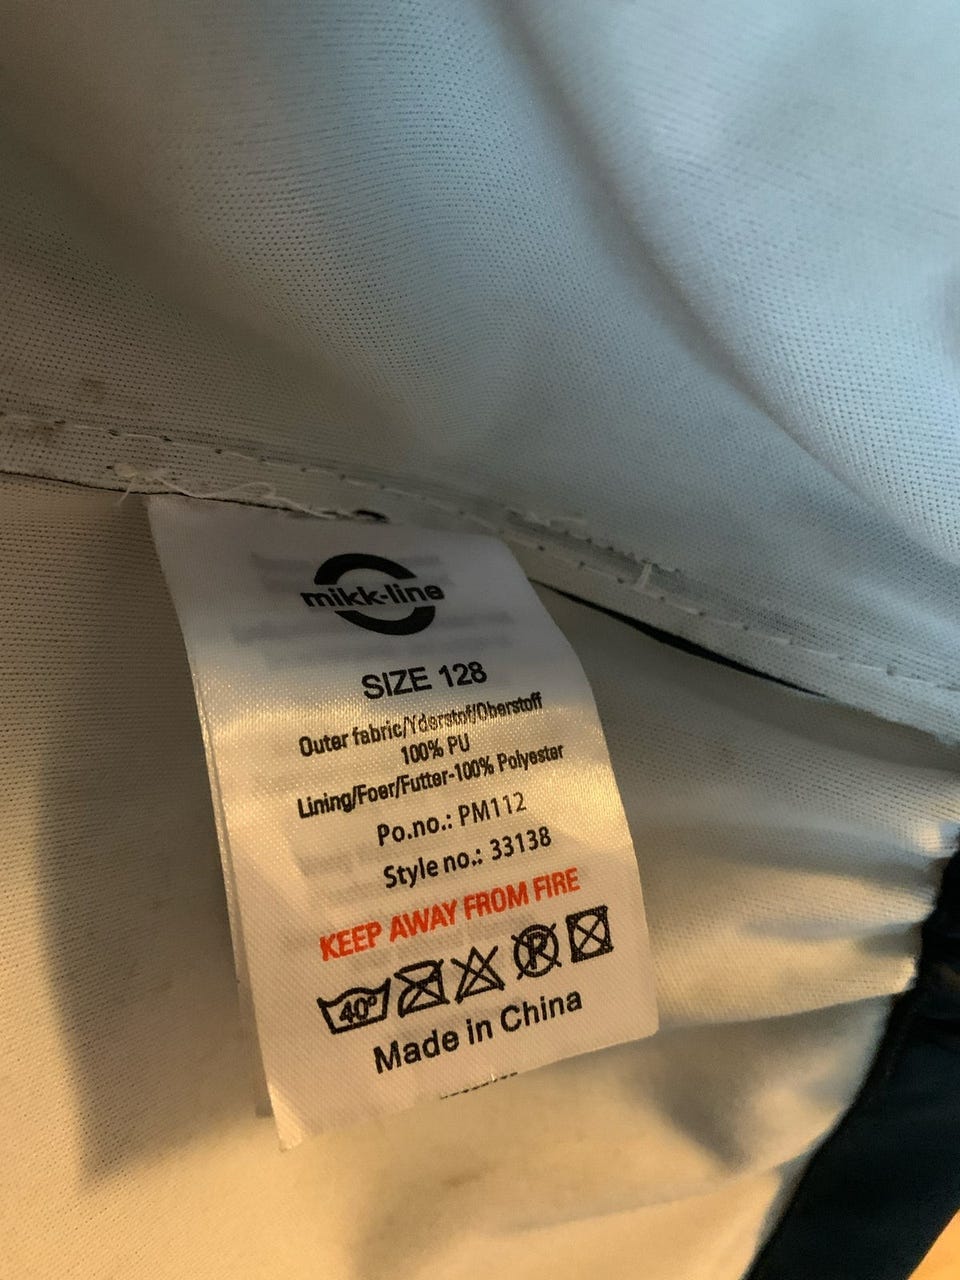 mikk-line
SIZE 128
Outer fabric/Yderstof/Oberstoff
100% PU
Lining/Foer/Futter-100% Polyester
Po.no.: PM112
Style no.: 33138
KEEP AWAY FROM FIRE
40° P
Made in China